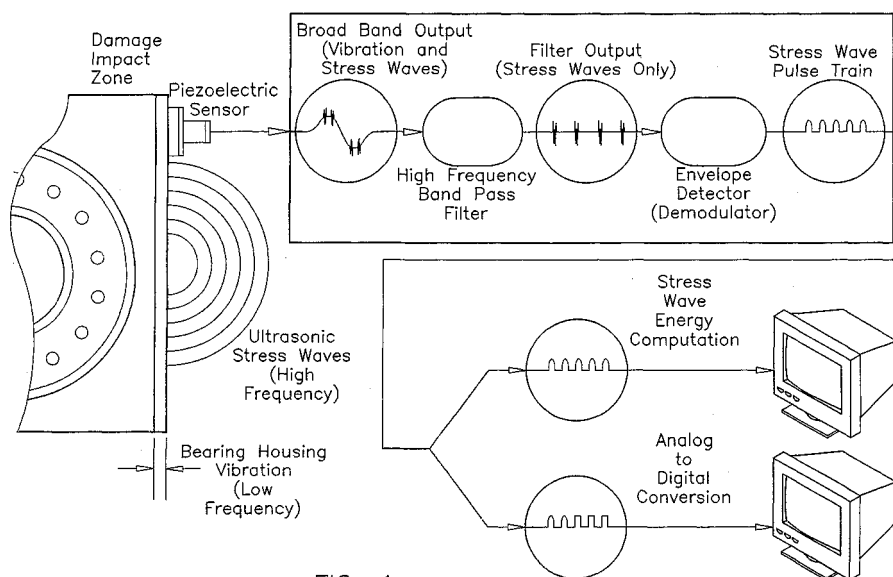 Damage
Impact
Zone
Piezoelectric
Sensor
Broad Band Output
(Vibration and
Stress Waves)
High Frequency
Band Pass
Filter
Filter Output
(Stress Waves Only)
Envelope
Detector
(Demodulator)
Stress Wave
Pulse Train
Ultrasonic
Stress Waves
(High
Frequency)
Bearing Housing
Vibration
(Low
Frequency)
Stress
Wave
Energy
Computation
Analog
to
Digital
Conversion